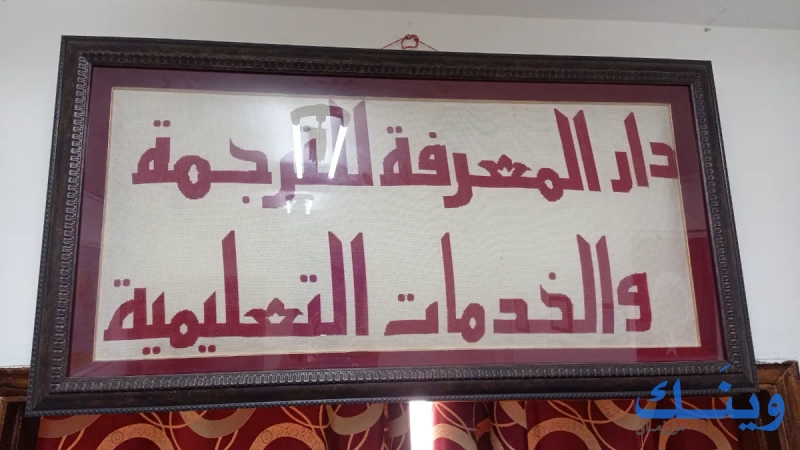 دار المعرفة للترجمة
والخدمات التعليمية
وينك